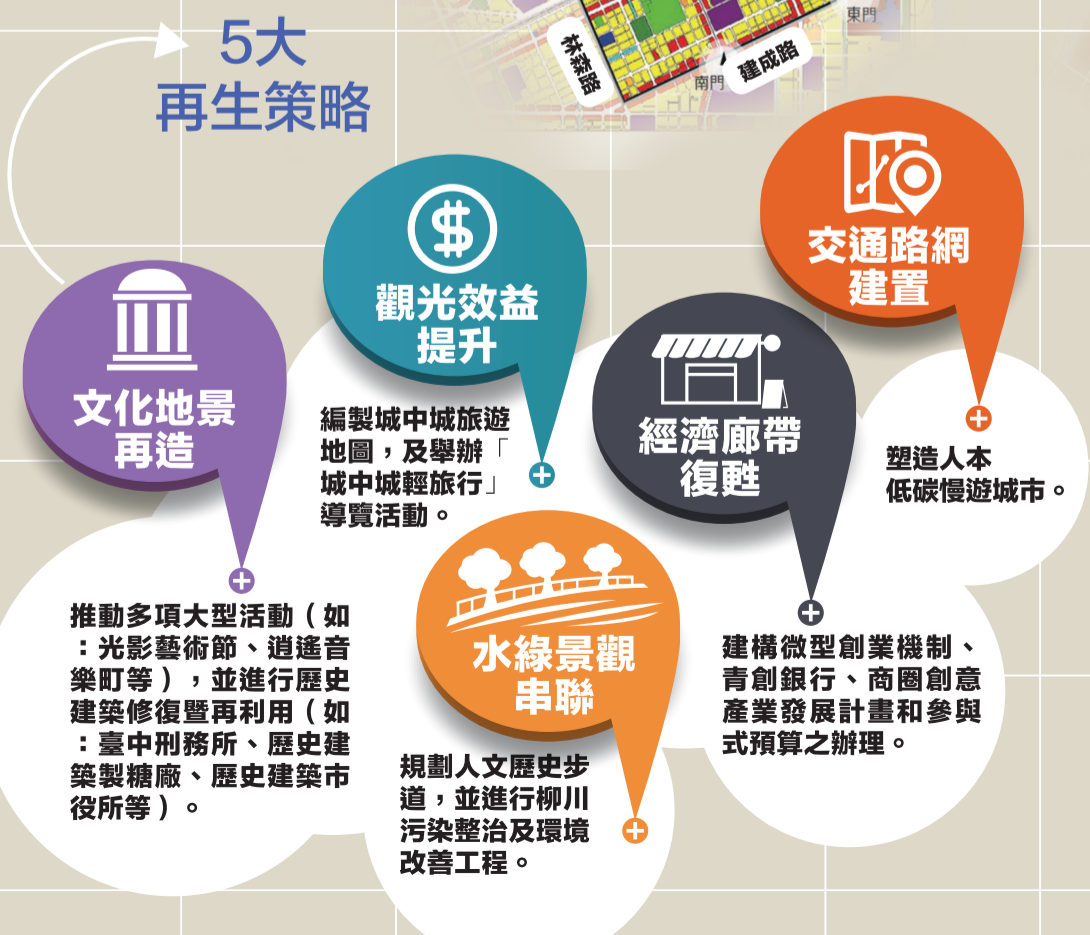 5大
再生策略
林森路
南門
建成路
東門
文化地景
再造
推動多項大型活動（如
：光影藝術節、逍遙音
樂町等），並進行歷史
建築修復暨再利用（如
：臺中刑務所、歷史建
築製糖廠、歷史建築市
役所等）。
觀光效益
提升
編製城中城旅遊
地圖，及舉辦「
城中城輕旅行」
導覽活動。
水綠景觀
串聯
規劃人文歷史步
道，並進行柳川
污染整治及環境
改善工程。
經濟廊帶
復甦
建構微型創業機制、
青創銀行、商圈創意
產業發展計畫和參與
式預算之辦理。
交通路網
建置
塑造人本
低碳慢遊城市。